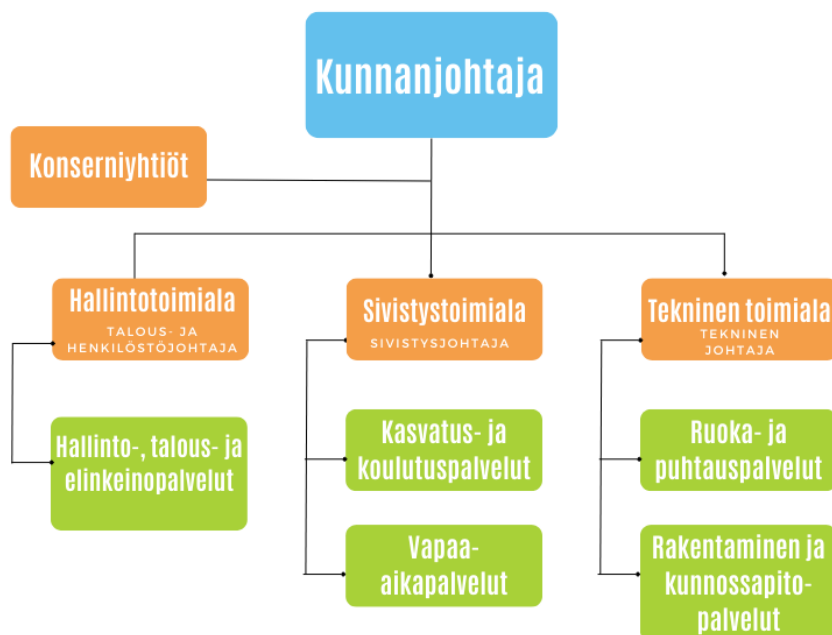 Kunnanjohtaja
Konserniyhtiöt
Hallintotoimiala
TALOUS- JA
HENKILÖSTÖJOHTAJA
Sivistystoimiala
SIVISTYSJOHTAJA
Tekninen toimiala
TEKNINEN
JOHTAJA
Hallinto-, talous- ja
elinkeinopalvelut
Kasvatus- ja
koulutuspalvelut
Ruoka- ja
puhtauspalvelut
Vapaa-
aikapalvelut
Rakentaminen ja
kunnossapito-
palvelut